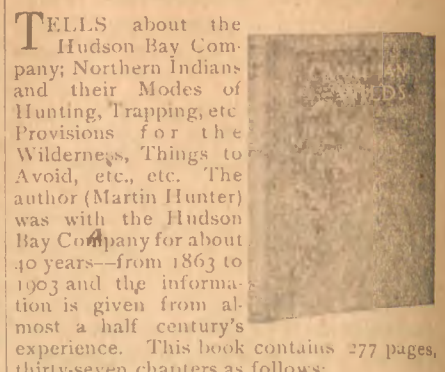 TELLS about the
Hudson Bay Com-
pany; Northern Indians
and their Modes of
Hunting, Trapping, etc
Provisions for the
Wilderness, Things to
Avoid, etc., etc. The
author (Martin Hunter)
was with the Hudson
Bay Company for about
40 years—from 1863 to
1903 and the informa-
tion is given from al-
most a half century's
experience. This book contains 277 pages,
thirty-seven chapters as follows:
WILDS